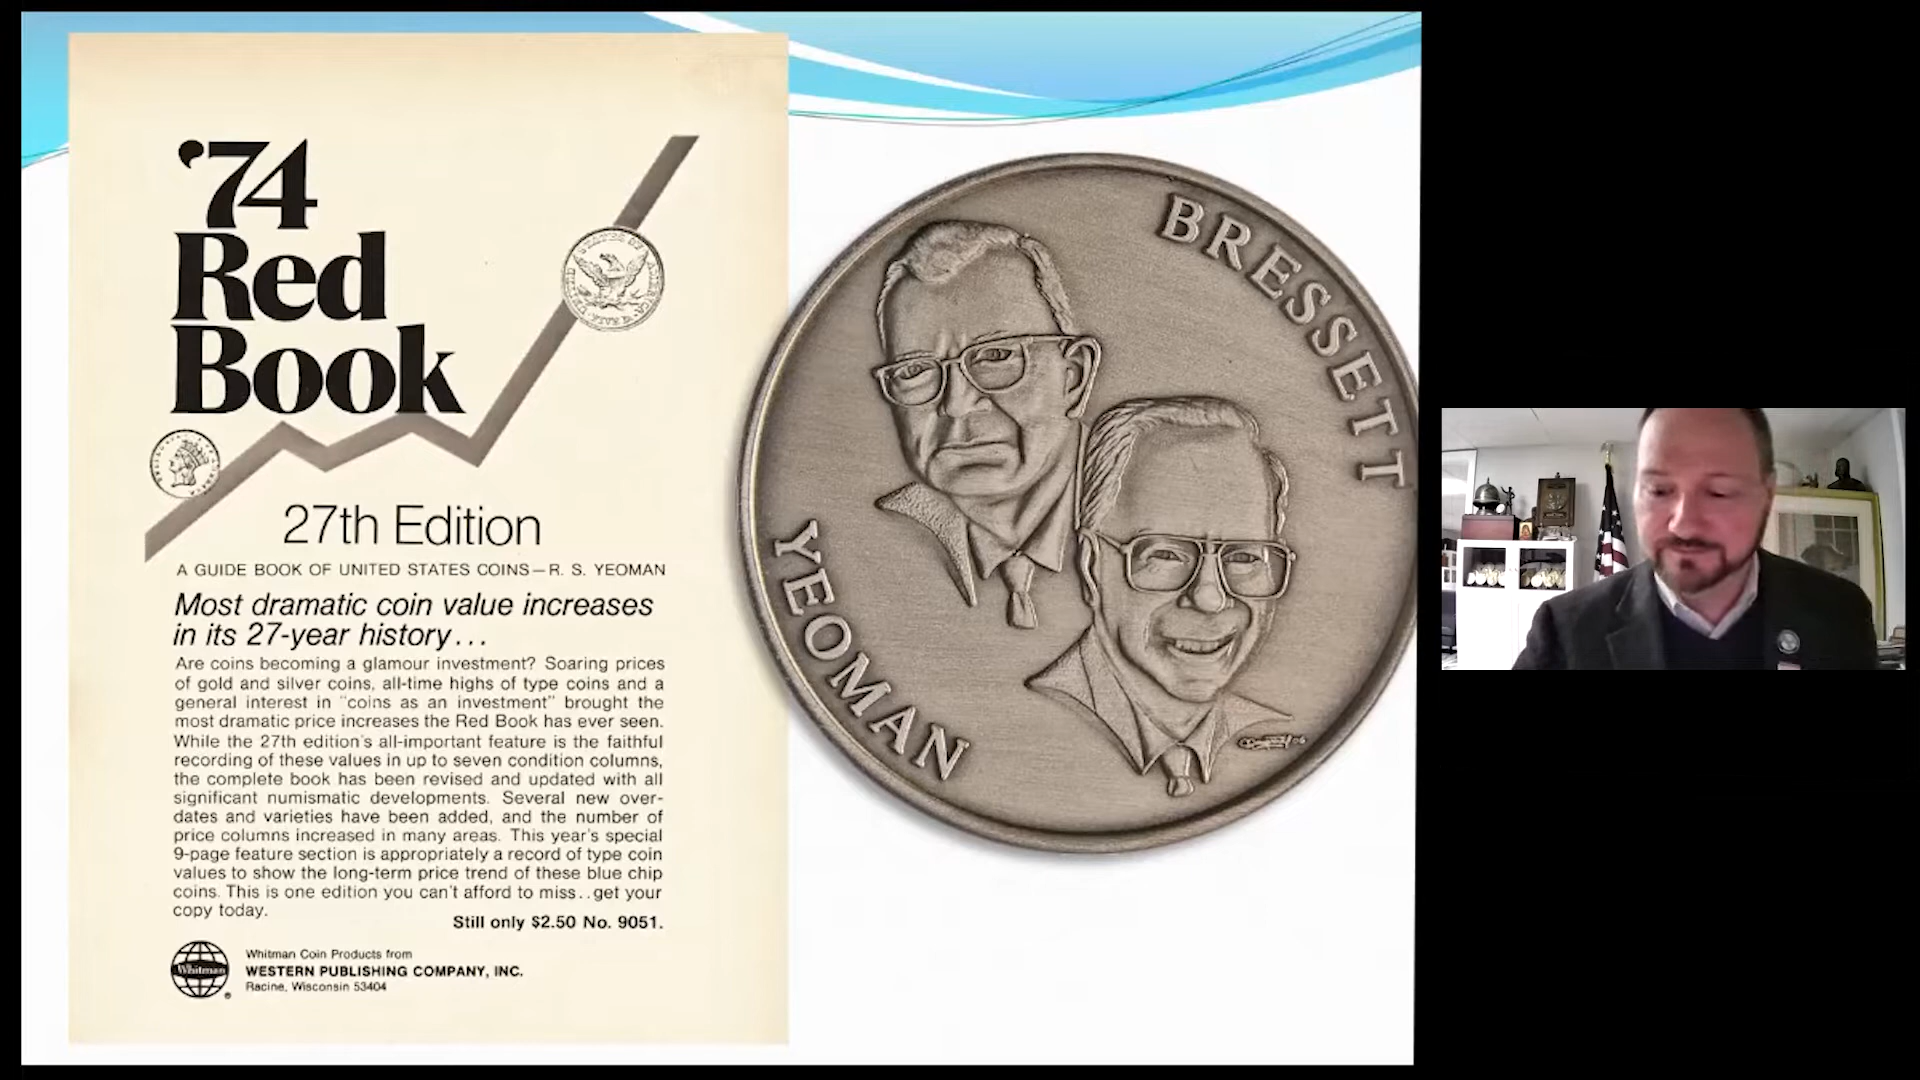 '74
Red
Book
27th Edition
A GUIDE BOOK OF UNITED STATES COINS—R. S. YEOMAN
Most dramatic coin value increases
in its 27-year history...
Are coins becoming a glamour investment? Soaring prices
of gold and silver coins, all-time highs of type coins and a
general interest in "coins as an investment" brought the
most dramatic price increases the Red Book has ever seen.
While the 27th edition's all-important feature is the faithful
recording of these values in up to seven condition columns,
the complete book has been revised and updated with all
significant numismatic developments. Several new over-
dates and varieties have been added, and the number of
price columns increased in many areas. This year's special
9-page feature section is appropriately a record of type coin
values to show the long-term price trend of these blue chip
coins. This is one edition you can't afford to miss..get your
copy today.
Still only $2.50 No. 9051.
Whitman
®
Whitman Coin Products from
WESTERN PUBLISHING COMPANY, INC.
Racine, Wisconsin 53404
BRESSETT
YEOMAN